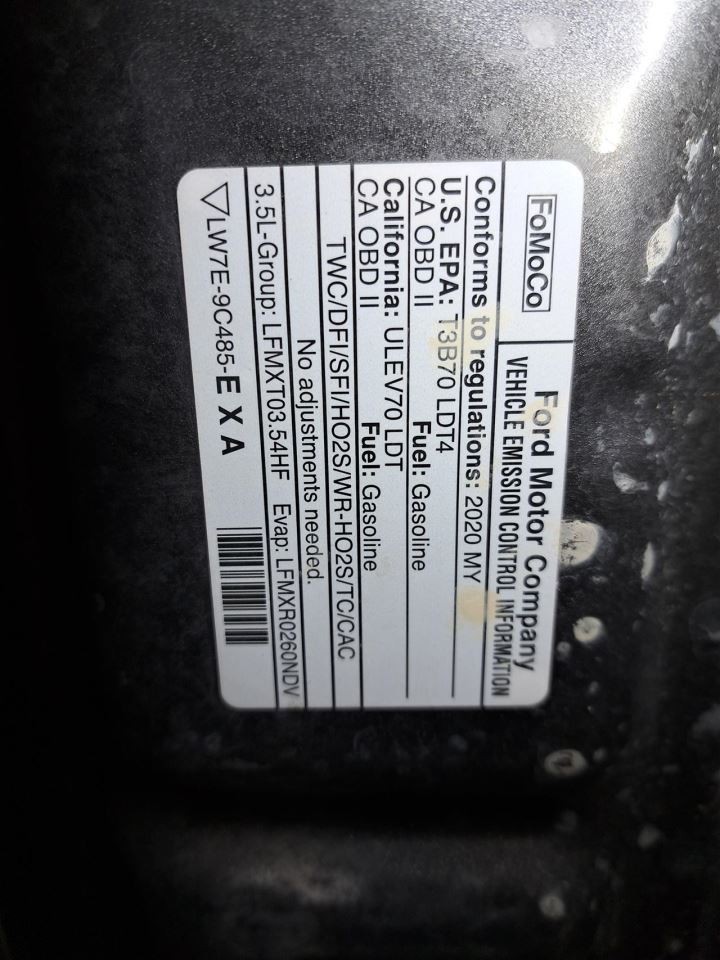 FoMoCo
Ford Motor Company
VEHICLE EMISSION CONTROL INFORMATION
Conforms to regulations: 2020 MY
U.S. EPA: T3B70 LDT4
CA OBD II Fuel: Gasoline
California: ULEV70 LDT
CA OBD II Fuel: Gasoline
TWC/DFI/SFI/HO2S/WR-HO2S/TC/CAC
No adjustments needed.
3.5L-Group: LFMXT03.54HF Evap: LFMXR0260NDV
LW7E-9C485-E X A